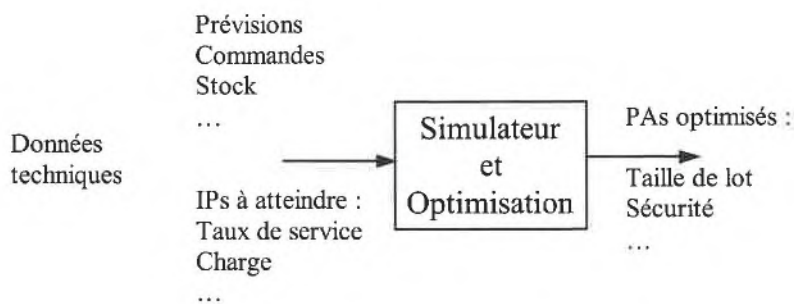 Prévisions
Commandes
Stock
…
Données
techniques
IPs à atteindre :
Taux de service
Charge
…
Simulateur
et
Optimisation
PAs optimisés :
Taille de lot
Sécurité
…